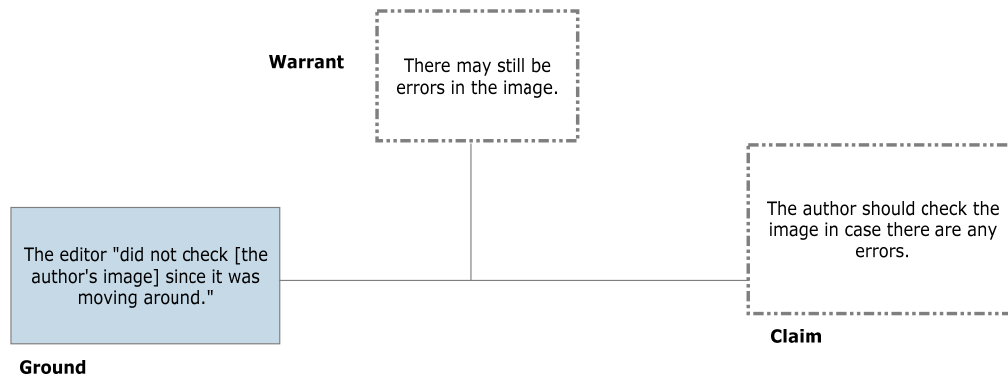 Warrant
There may still be
errors in the image.
The author should check the
image in case there are any
errors.
The editor "did not check [the
author's image] since it was
moving around."
Claim
Ground